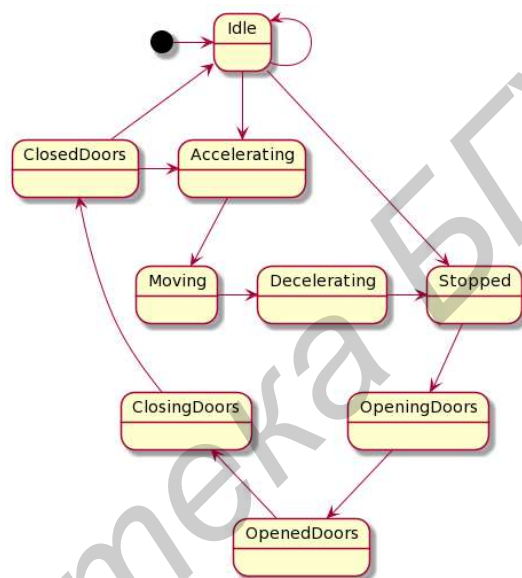 Idle
ClosedDoors
Accelerating
Moving
Decelerating
Stopped
ClosingDoors
OpeningDoors
OpenedDoors